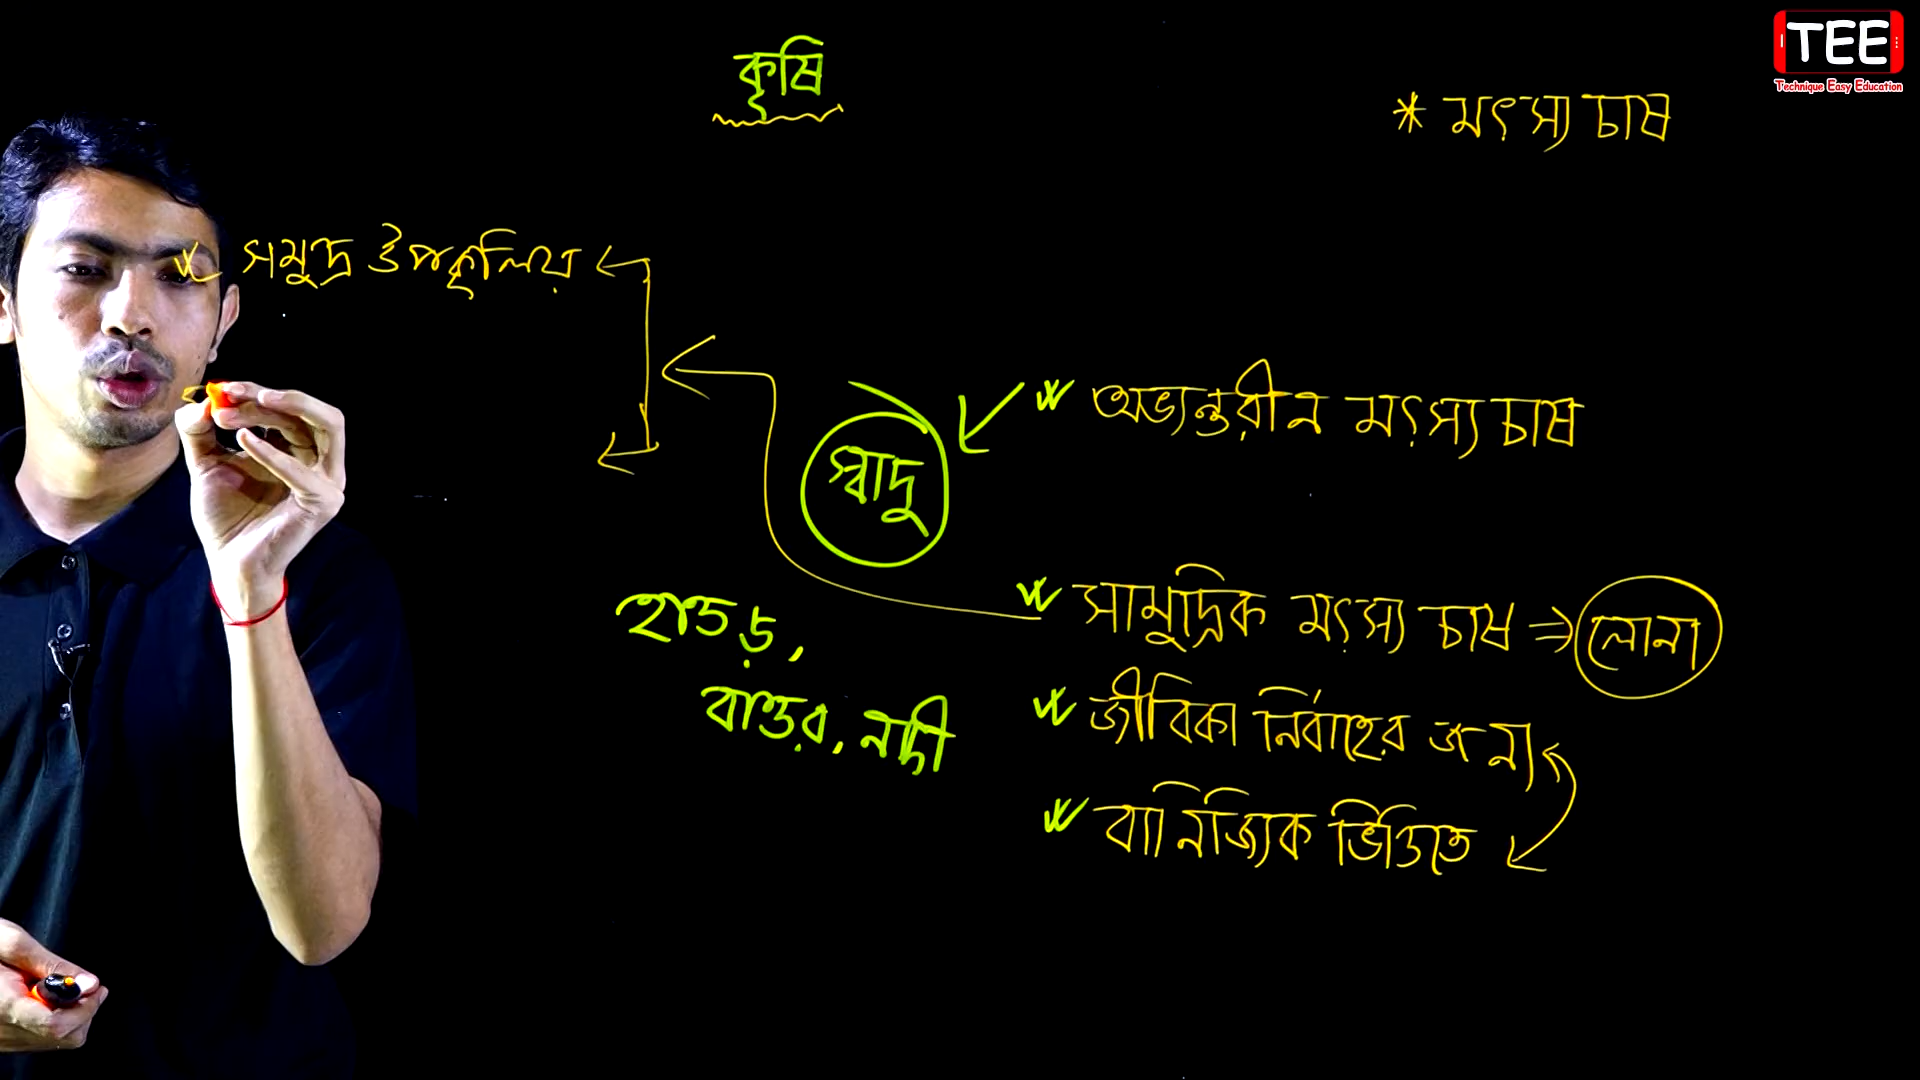 কৃষি
TEE
Technique Easy Education
* মৎস্য চাষ
সমুদ্র উপকূলিয়
অভ্যন্তরীন মৎস্য চাষ
স্বাদু
সামুদ্রিক মৎস্য চাষ ⇒ লোনা
হাওড়,
বাওর, নদী
জীবিকা নির্বাহের জন্য
বানিজ্যিক ভিত্তিতে